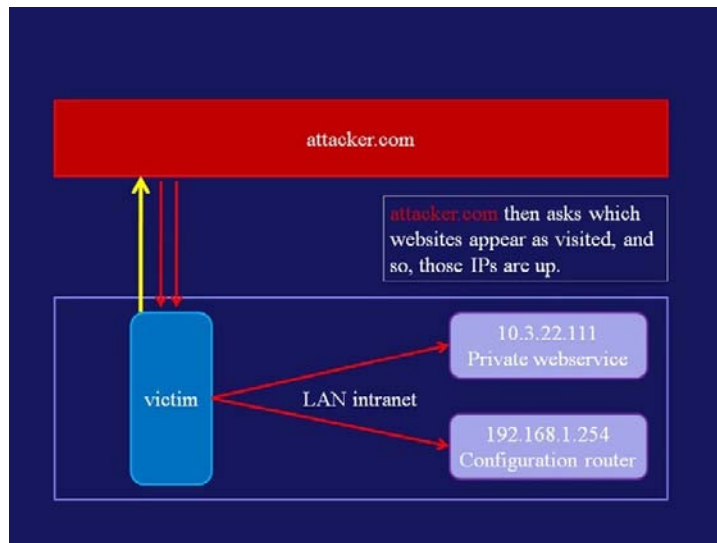 attacker.com
attacker.com then asks which
websites appear as visited, and
so, those IPs are up.
victim
LAN intranet
10.3.22.111
Private webservice
192.168.1.254
Configuration router